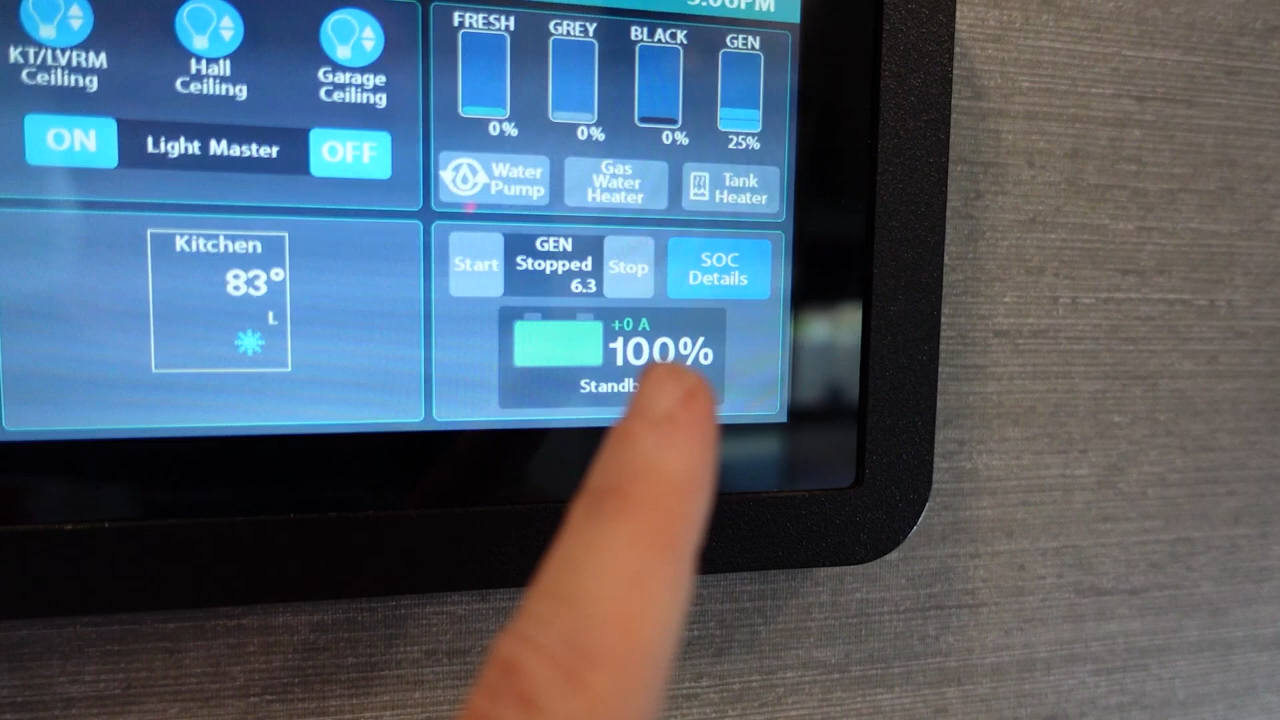 KT/LVRM
Ceiling
Hall
Ceiling
Garage
Ceiling
ON
Light Master
OFF
FRESH
GREY
BLACK
GEN
0%
0%
0%
25%
Water
Pump
Gas
Water
Heater
Tank
Heater
Kitchen
83°
L
Start
GEN
Stopped
6.3
Stop
SOC
Details
+0 A
100%